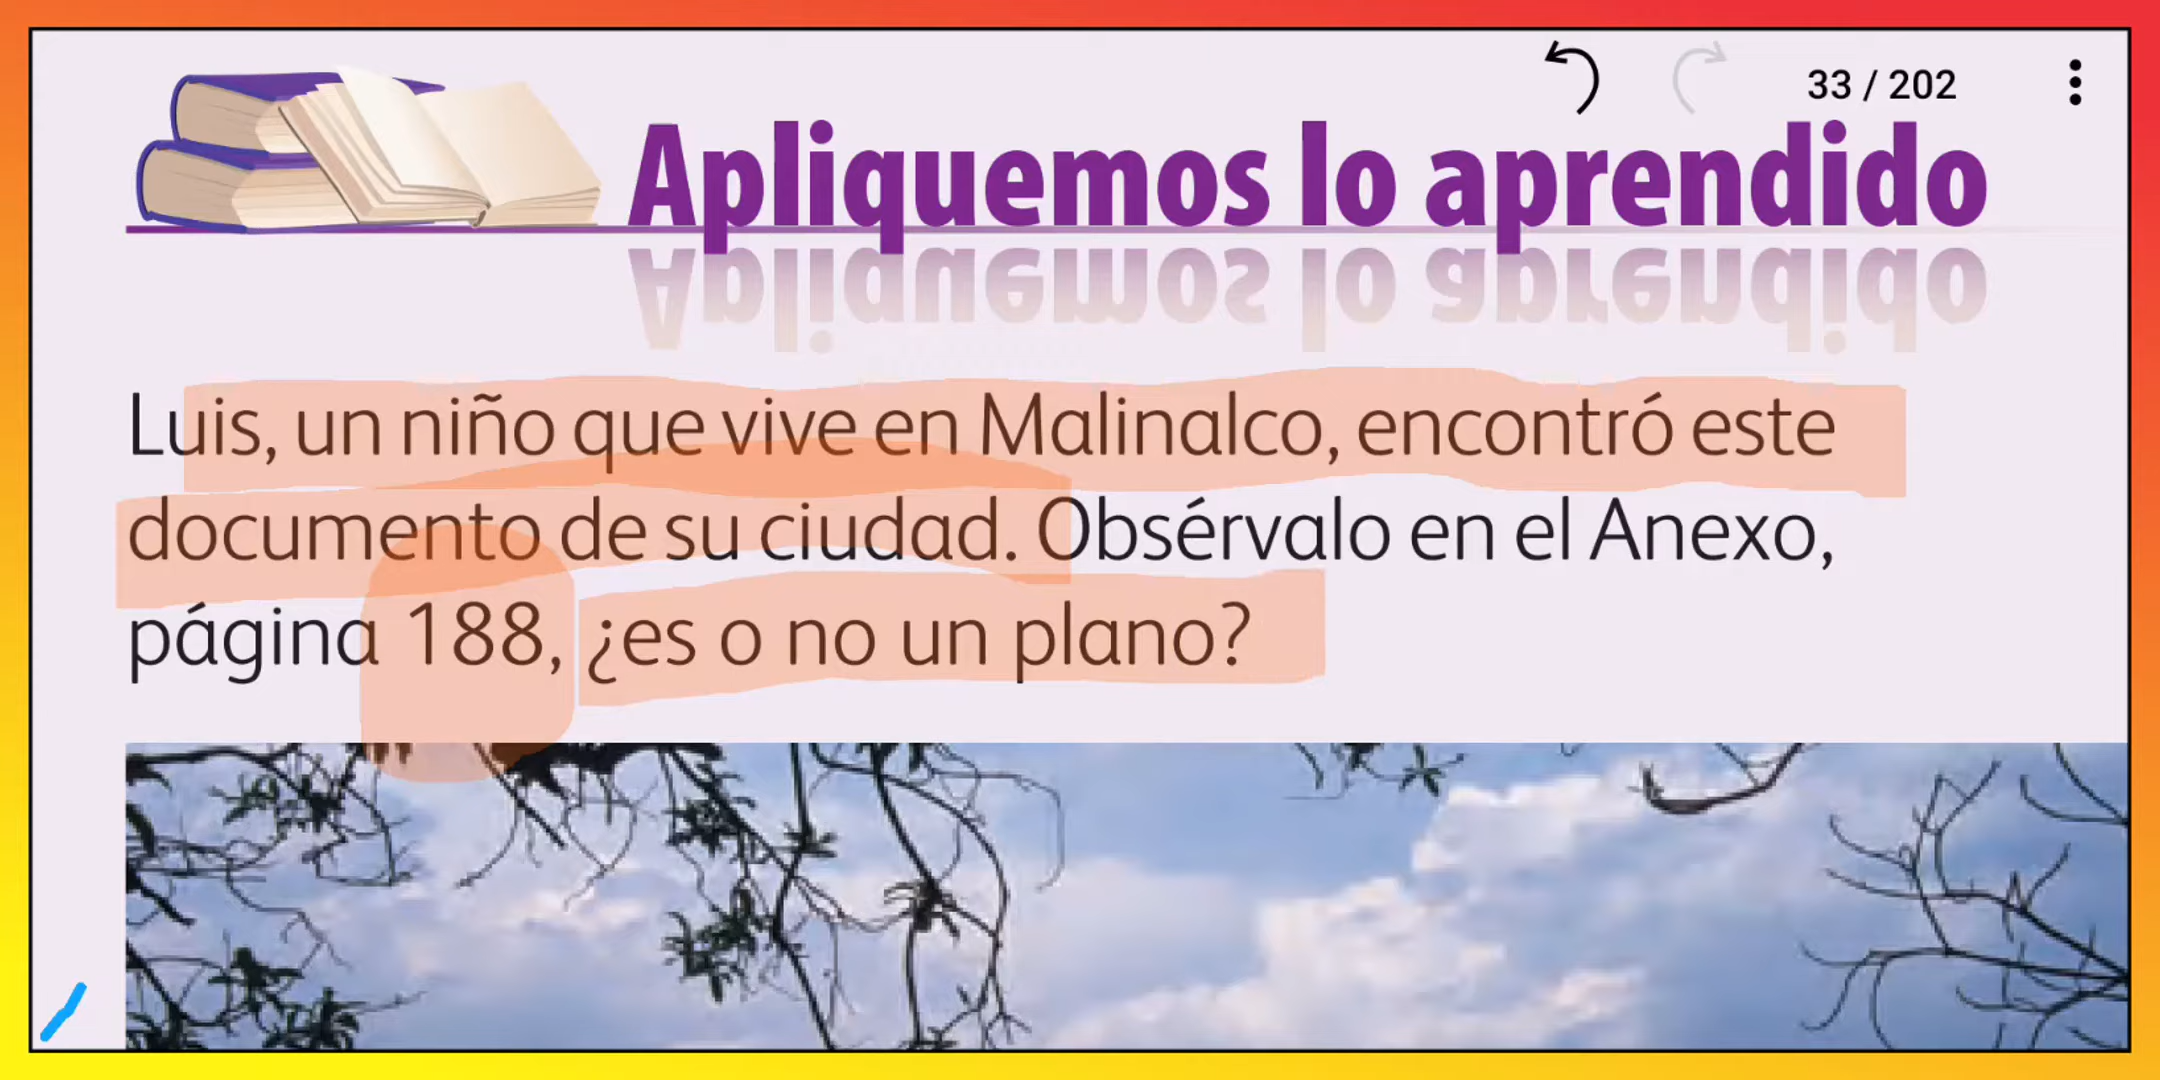 33 / 202
Apliquemos lo aprendido
Luis, un niño que vive en Malinalco, encontró este
documento de su ciudad. Obsérvalo en el Anexo,
página 188, ¿es o no un plano?